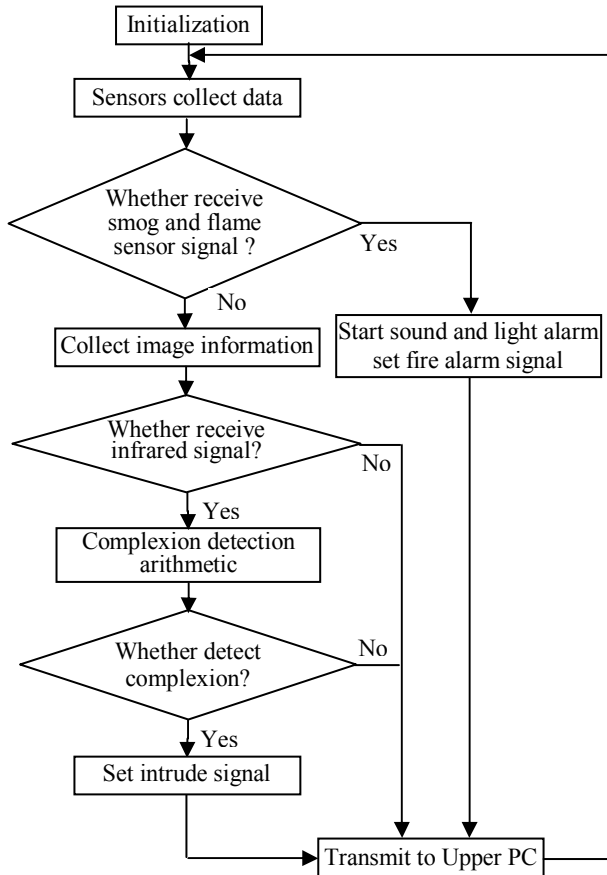 Initialization
Sensors collect data
Whether receive
smog and flame
sensor signal ?
Yes
No
Start sound and light alarm
set fire alarm signal
Collect image information
Whether receive
infrared signal?
No
Yes
Complexion detection
arithmetic
Whether detect
complexion?
No
Yes
Set intrude signal
Transmit to Upper PC